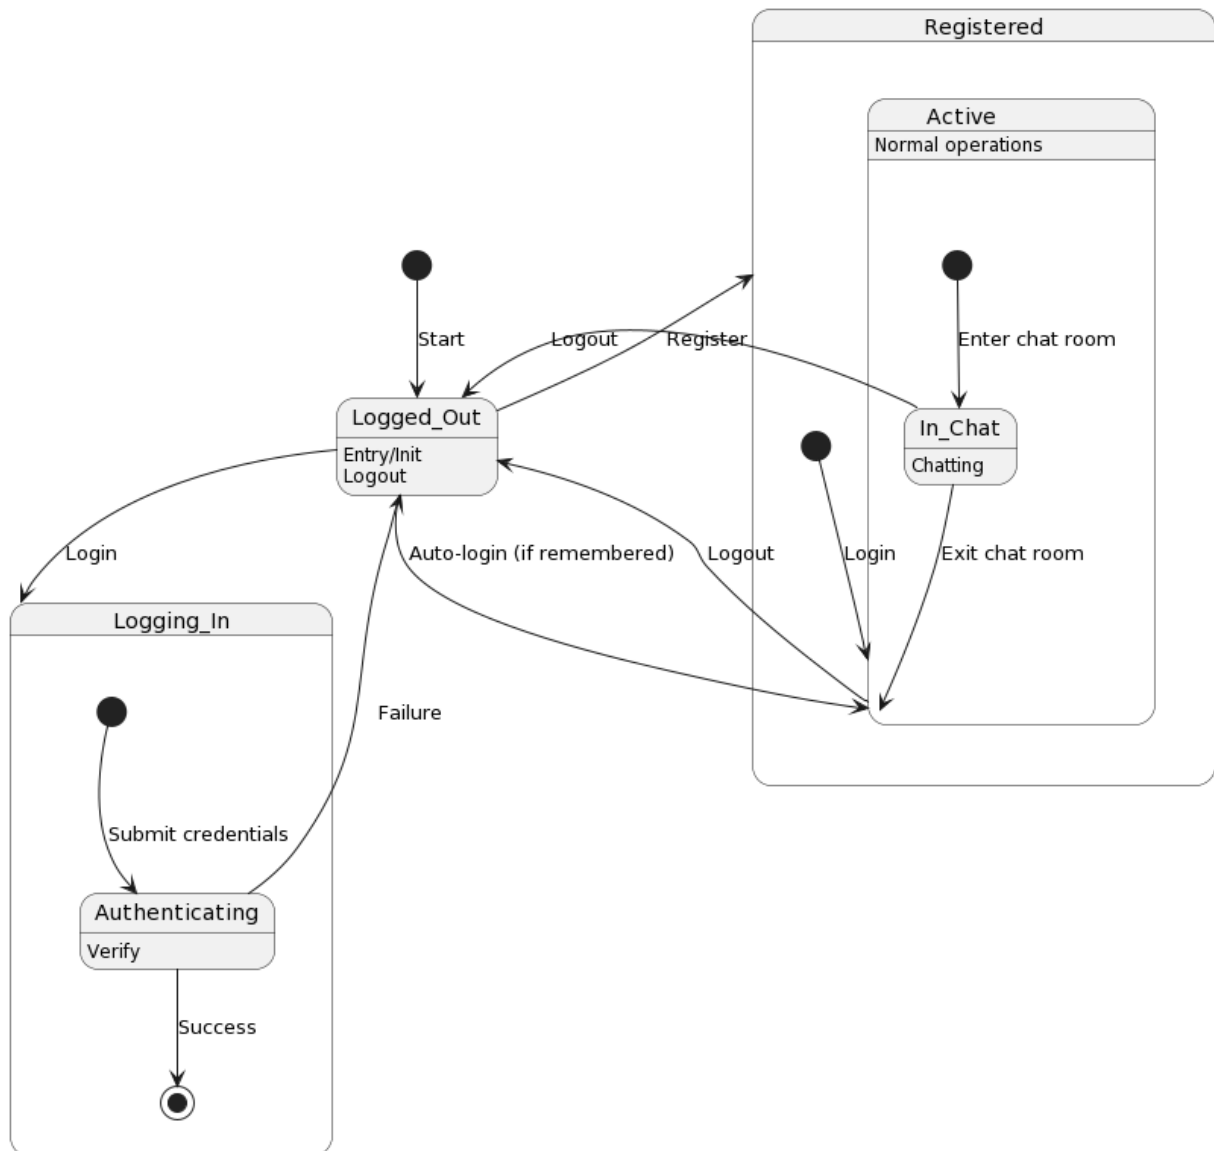 Registered
Active
Normal operations
Start
Logout
Register
Enter chat room
Logged_Out
Entry/Init
Logout
In_Chat
Chatting
Login
Auto-login (if remembered)
Logout
Login
Exit chat room
Logging_In
Failure
Submit credentials
Authenticating
Verify
Success